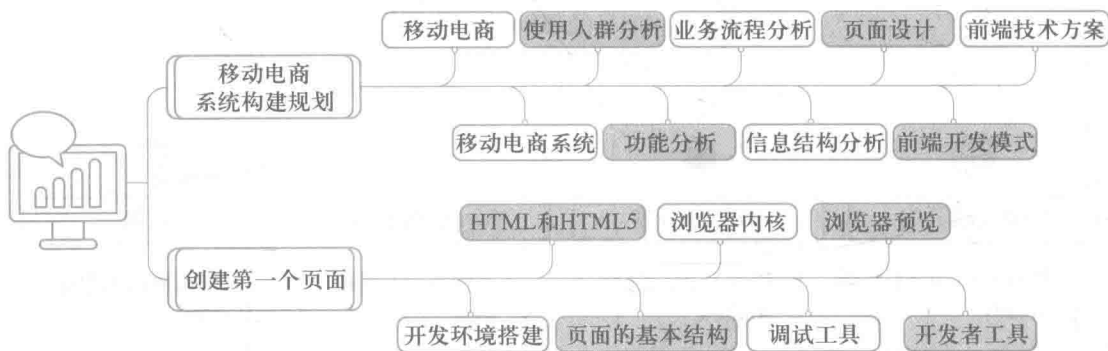 移动电商
使用人群分析
业务流程分析
页面设计
前端技术方案
移动电商
系统构建规划
移动电商系统
功能分析
信息结构分析
前端开发模式
HTML和HTML5
浏览器内核
浏览器预览
创建第一个页面
开发环境搭建
页面的基本结构
调试工具
开发者工具